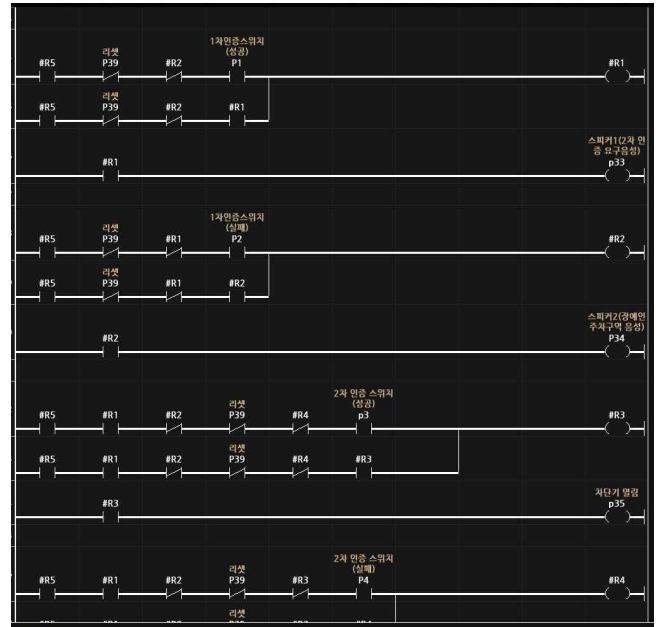 1차인증스위치
리셋 (성공)
#R5 P39 #R2 P1 #R1
리셋
#R5 P39 #R2 #R1
스피커1(2차 인
증 요구음성)
#R1 p33
1차인증스위치
리셋 (실패)
#R5 P39 #R1 P2 #R2
리셋
#R5 P39 #R1 #R2
스피커2(장애인
주차구역 음성)
#R2 P34
2차 인증 스위치
리셋 (성공)
#R5 #R1 #R2 P39 #R4 p3 #R3
리셋
#R5 #R1 #R2 P39 #R4 #R3
차단기 열림
#R3 p35
2차 인증 스위치
리셋 (실패)
#R5 #R1 #R2 P39 #R3 P4 #R4
리셋